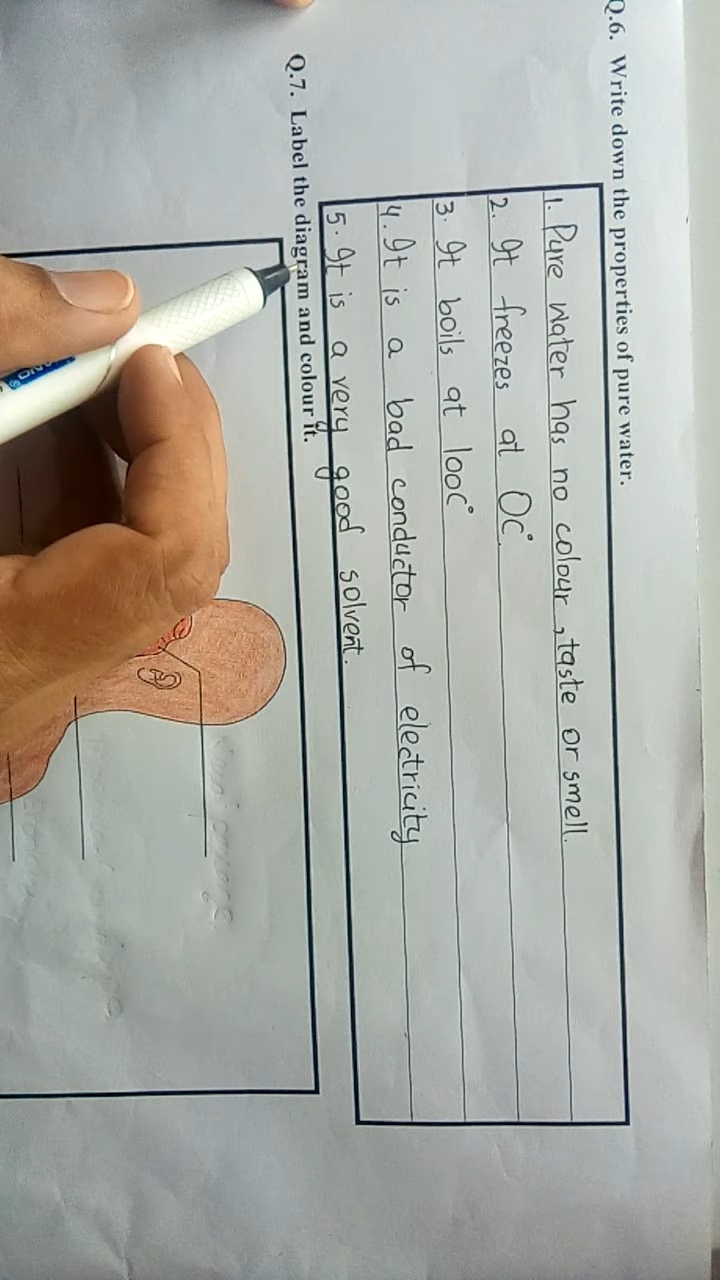 Q.6. Write down the properties of pure water.
1. Pure water has no colour, taste or smell.
2. It freezes at 0c°.
3. It boils at 100c°
4. It is a bad conductor of electricity
5. It is a very good solvent.
Q.7. Label the diagram and colour it.